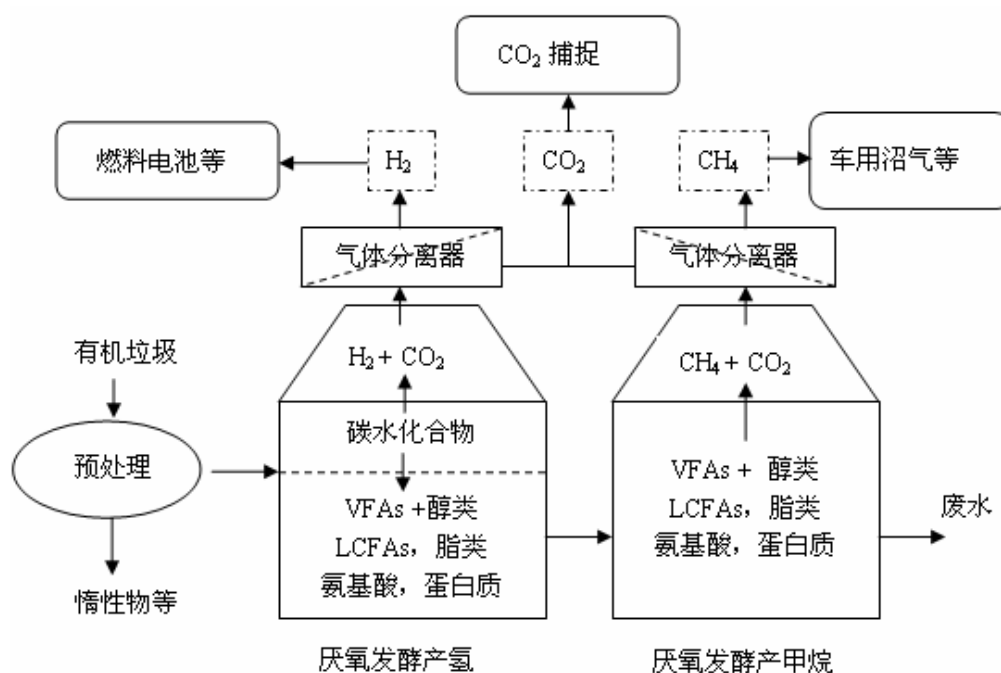 CO₂ 捕捉
燃料电池等
H₂
CO₂
CH₄
车用沼气等
气体分离器
气体分离器
有机垃圾
H₂ + CO₂
CH₄ + CO₂
预处理
碳水化合物
VFAs +醇类
LCFAs，脂类
氨基酸，蛋白质
VFAs + 醇类
LCFAs，脂类
氨基酸，蛋白质
废水
惰性物等
厌氧发酵产氢
厌氧发酵产甲烷